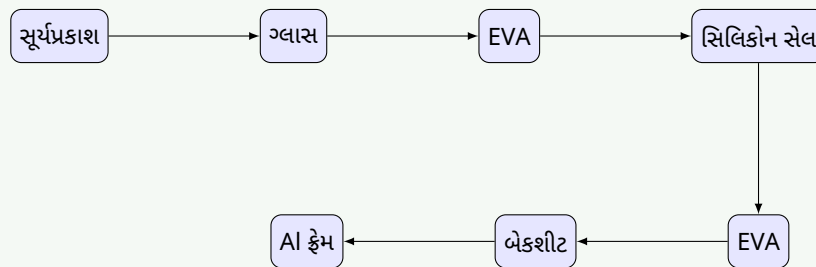 સૂર્યપ્રકાશ
ગ્લાસ
EVA
સિલિકોન સેલ
EVA
બેકશીટ
Al ફ્રેમ